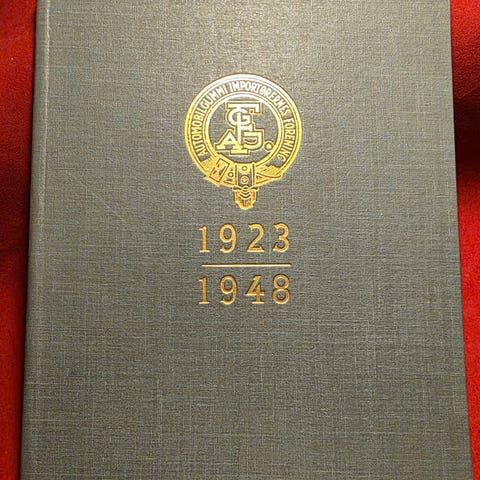 AUTOMOBILGUMMI IMPORTØRERNES FORENING
1923
1948